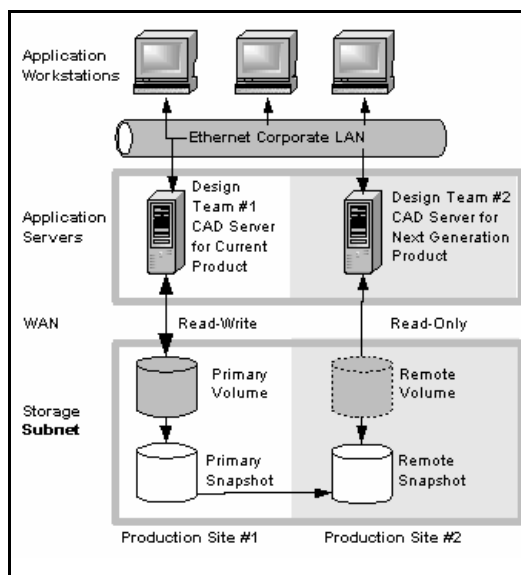 Application
Workstations
Ethernet Corporate LAN
Application
Servers
Design
Team #1
CAD Server
for Current
Product
Design Team #2
CAD Server for
Next Generation
Product
WAN
Read-Write
Read-Only
Storage
Subnet
Primary
Volume
Remote
Volume
Primary
Snapshot
Remote
Snapshot
Production Site #1
Production Site #2